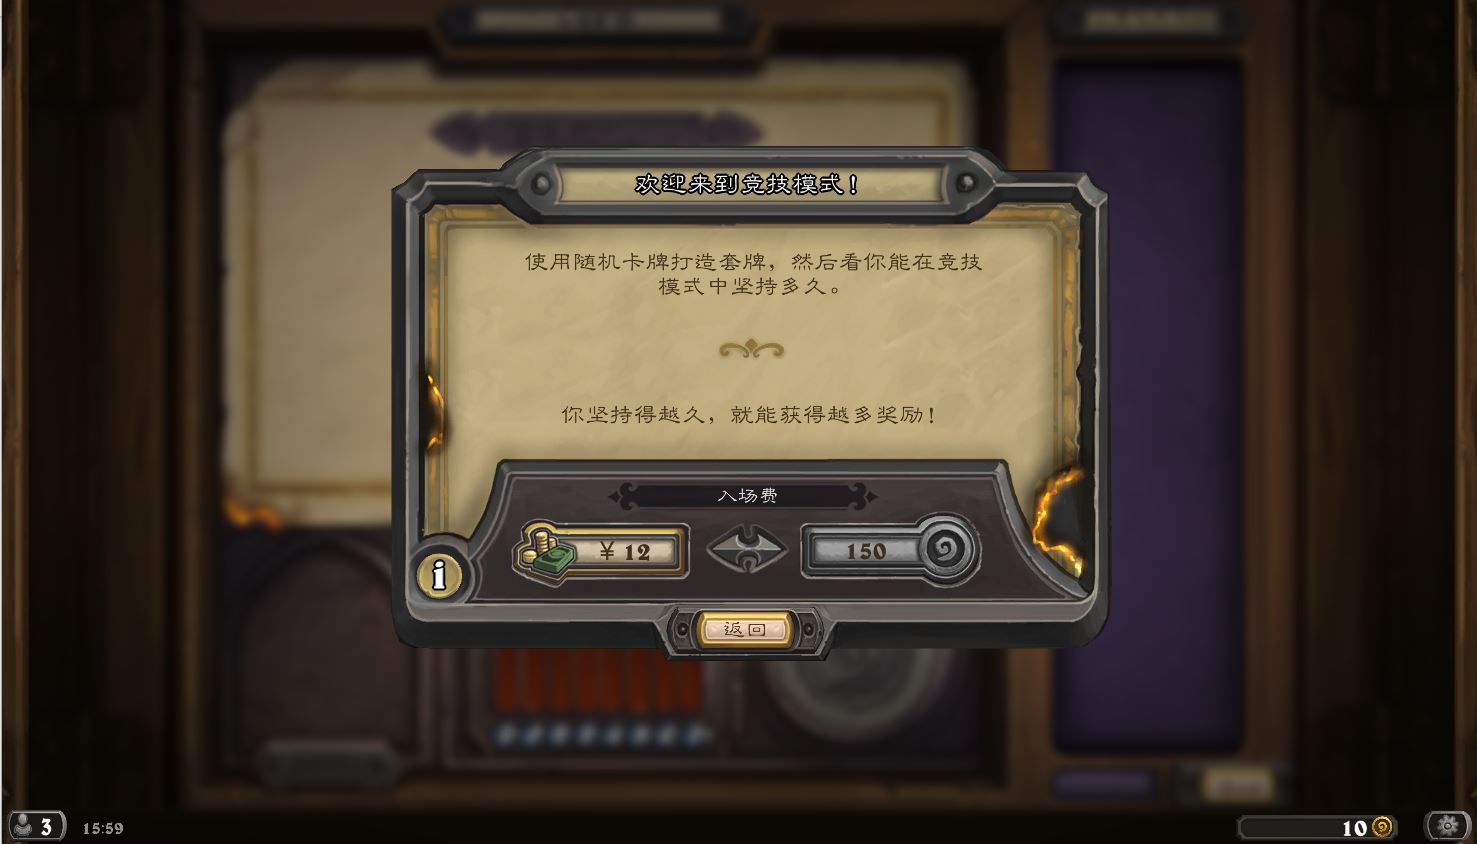 欢迎来到竞技模式！
使用随机卡牌打造套牌，然后看你能在竞技
模式中坚持多久。
你坚持得越久，就能获得越多奖励！
入场费
￥12
150
返回
3
15:59
10